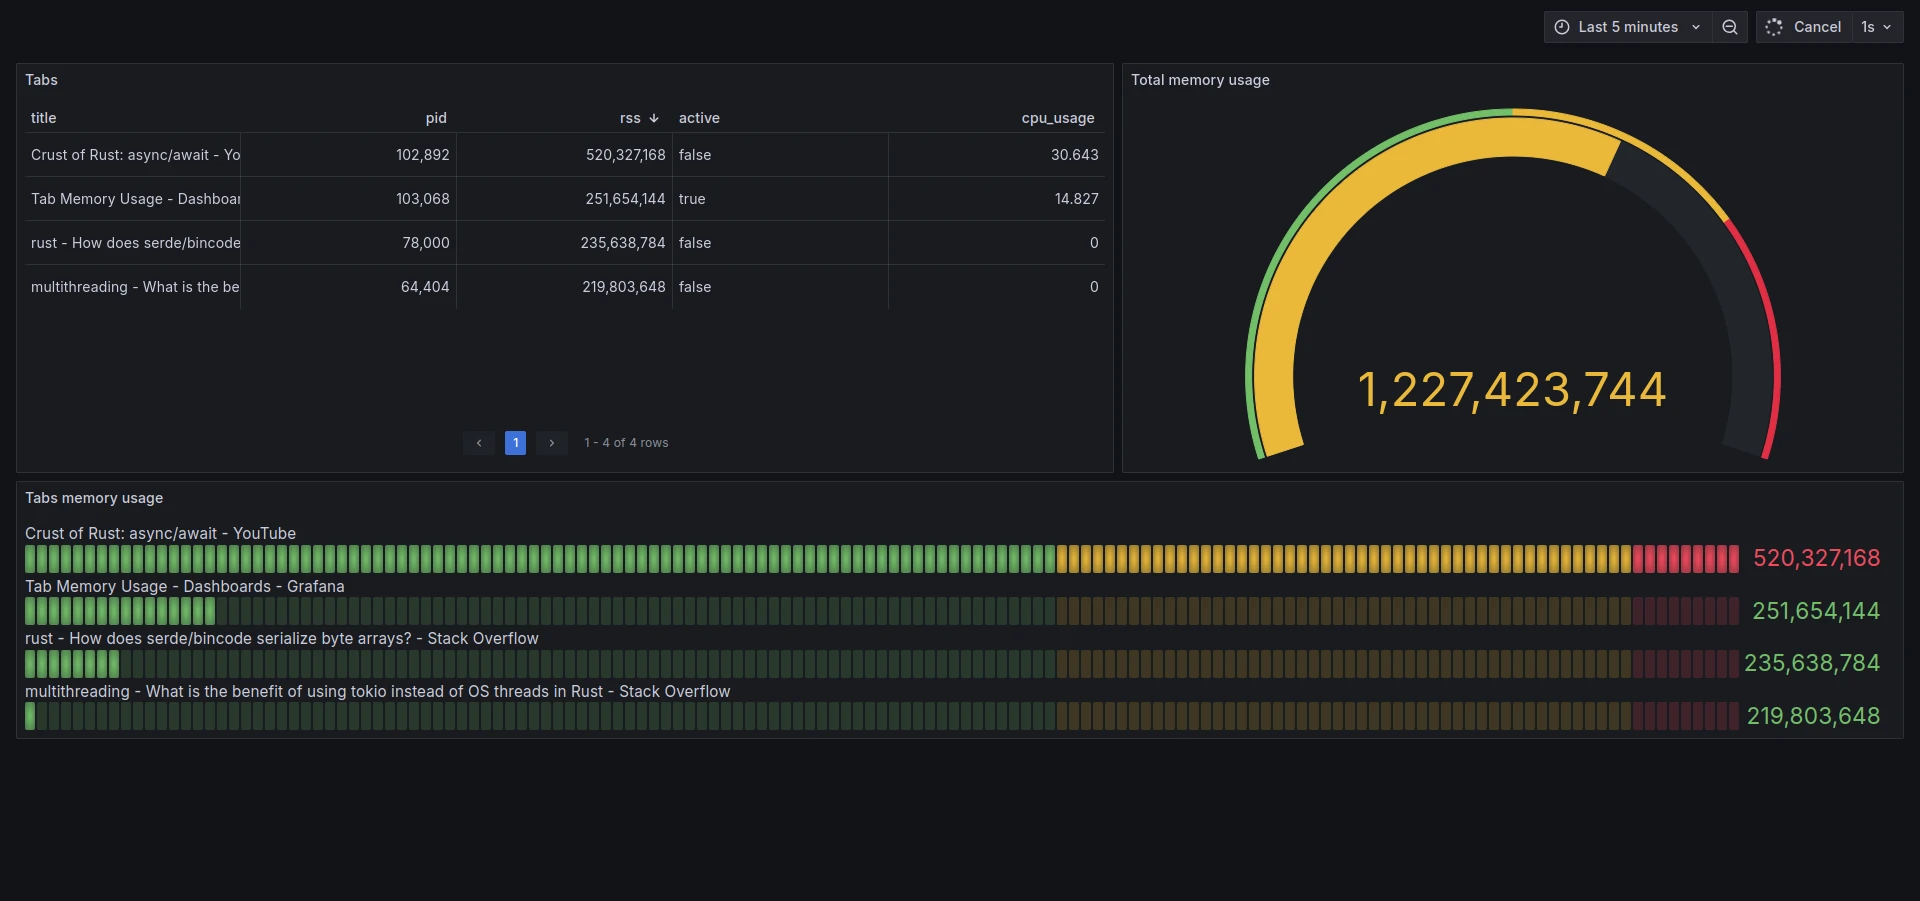 Last 5 minutes Cancel 1s
Tabs
title pid rss active cpu_usage
Crust of Rust: async/await - Yo 102,892 520,327,168 false 30.643
Tab Memory Usage - Dashboar 103,068 251,654,144 true 14.827
rust - How does serde/bincode 78,000 235,638,784 false 0
multithreading - What is the be 64,404 219,803,648 false 0
1 1 - 4 of 4 rows
Total memory usage
1,227,423,744
Tabs memory usage
Crust of Rust: async/await - YouTube
520,327,168
Tab Memory Usage - Dashboards - Grafana
251,654,144
rust - How does serde/bincode serialize byte arrays? - Stack Overflow
235,638,784
multithreading - What is the benefit of using tokio instead of OS threads in Rust - Stack Overflow
219,803,648